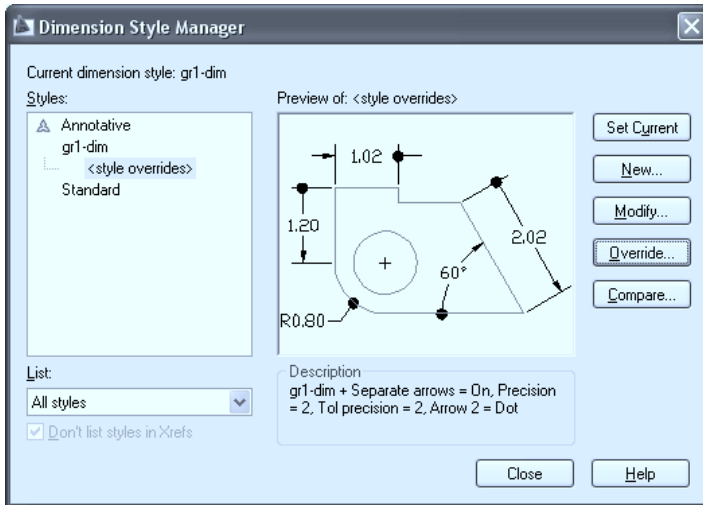 Dimension Style Manager
Current dimension style: gr1-dim
Styles:
Annotative
gr1-dim
<style overrides>
Standard
Preview of: <style overrides>
1.02
1.20
2.02
60°
R0.80
Set Current
New...
Modify...
Override...
Compare...
List:
All styles
Don't list styles in Xrefs
Description
gr1-dim + Separate arrows = On, Precision
= 2, Tol precision = 2, Arrow 2 = Dot
Close
Help